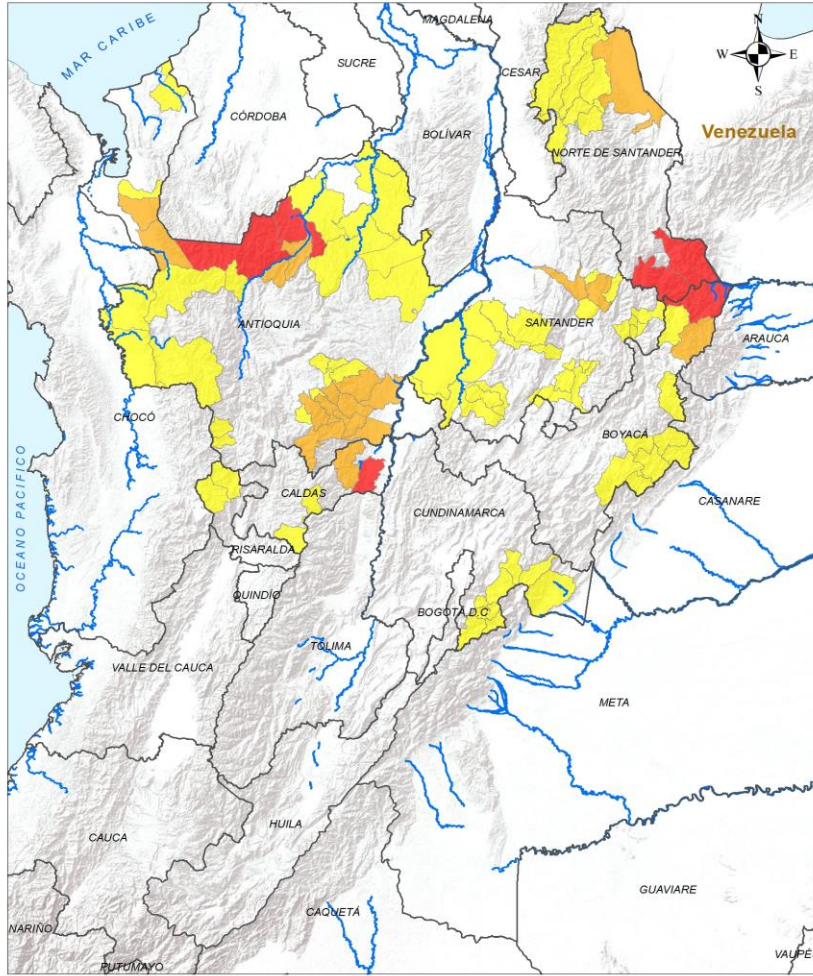 MAGDALENA
N
W E
S
MAR CARIBE
SUCRE
CESAR
CÓRDOBA
BOLÍVAR
Venezuela
NORTE DE SANTANDER
ANTIOQUIA
SANTANDER
ARAUCA
CHOCÓ
BOYACÁ
OCEANO PACIFICO
CALDAS
CASANARE
CUNDINAMARCA
RISARALDA
QUINDÍO
BOGOTÁ D.C
TOLIMA
VALLE DEL CAUCA
META
HUILA
CAUCA
GUAVIARE
CAQUETÁ
NARIÑO
PUTUMAYO
VAUPÉ